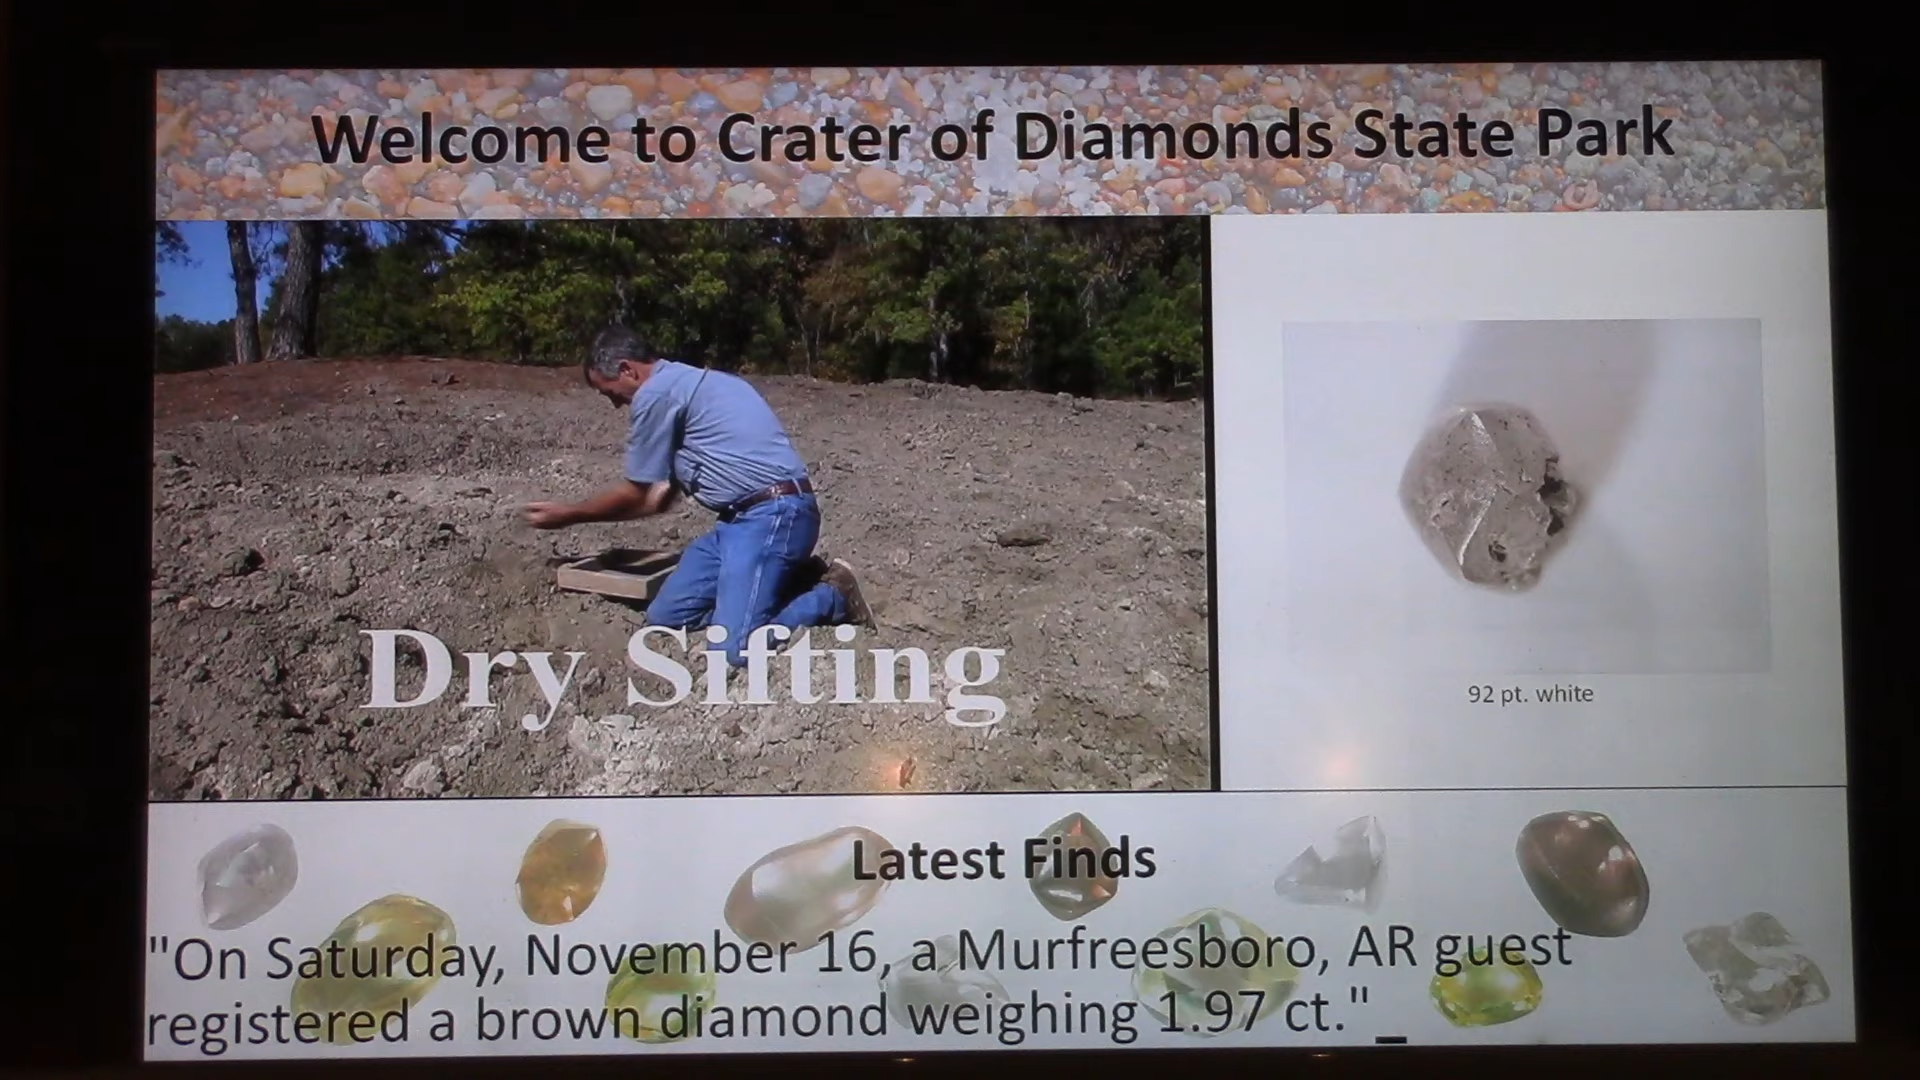 Welcome to Crater of Diamonds State Park
Dry Sifting
92 pt. white
Latest Finds
"On Saturday, November 16, a Murfreesboro, AR guest
registered a brown diamond weighing 1.97 ct."_